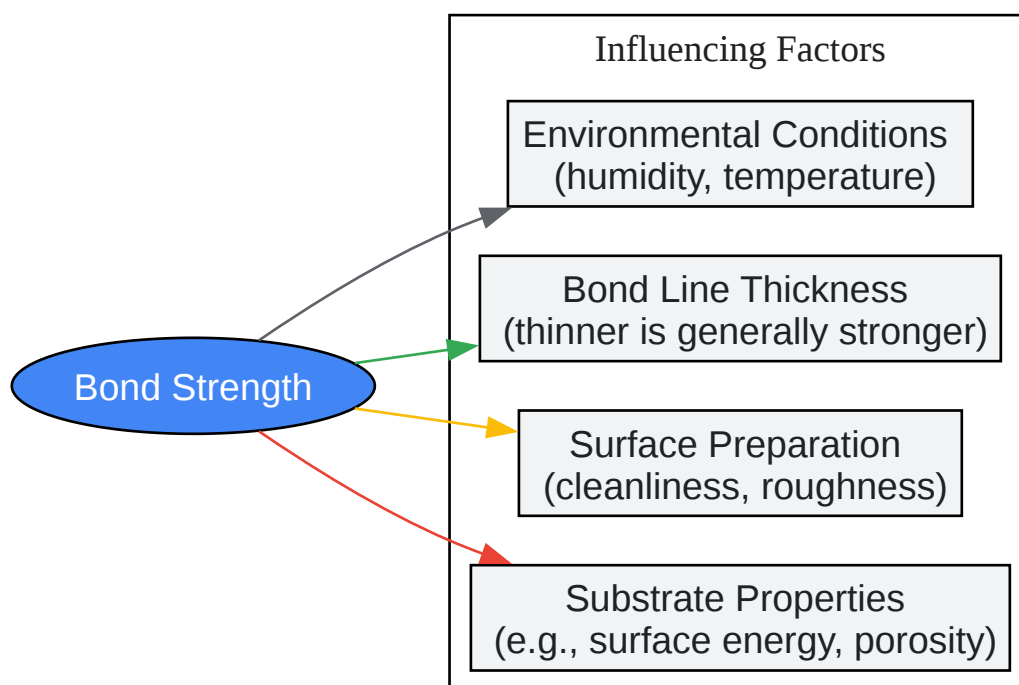 Influencing Factors
Environmental Conditions
(humidity, temperature)
Bond Line Thickness
(thinner is generally stronger)
Bond Strength
Surface Preparation
(cleanliness, roughness)
Substrate Properties
(e.g., surface energy, porosity)